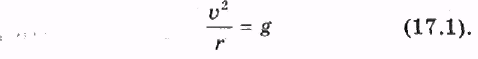 v²/r = g (17.1).